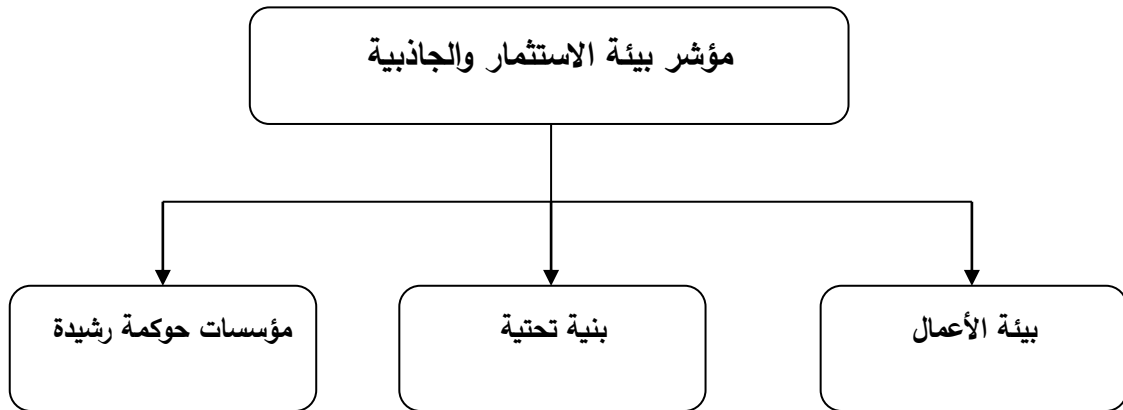 مؤشر بيئة الاستثمار والجاذبية
بيئة الأعمال
بنية تحتية
مؤسسات حوكمة رشيدة